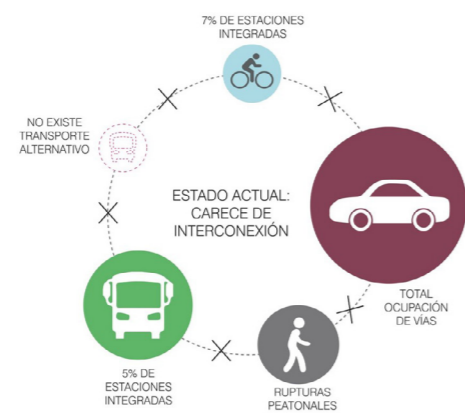 7% DE ESTACIONES
INTEGRADAS
NO EXISTE
TRANSPORTE
ALTERNATIVO
ESTADO ACTUAL:
CARECE DE
INTERCONEXIÓN
TOTAL
OCUPACIÓN
DE VÍAS
5% DE
ESTACIONES
INTEGRADAS
RUPTURAS
PEATONALES